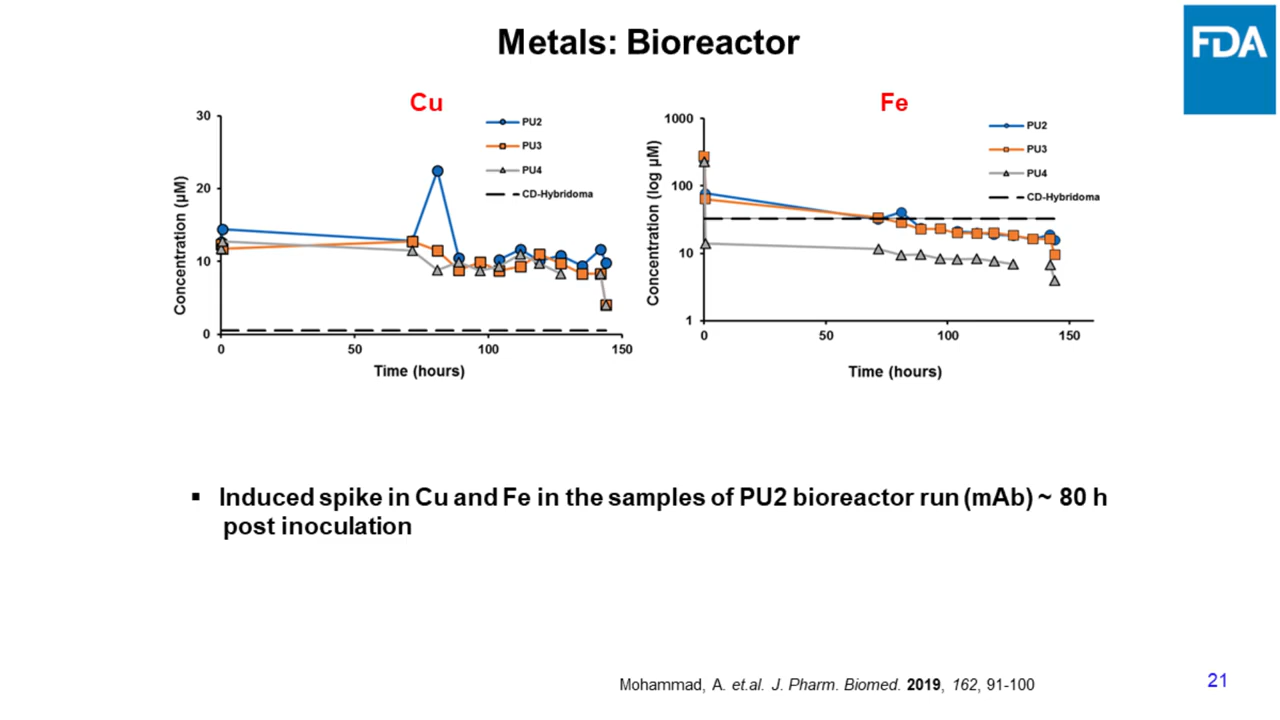 Metals: Bioreactor
FDA
Cu
30
20
10
0
0
50
100
150
Concentration (µM)
Time (hours)
PU2
PU3
PU4
CD-Hybridoma
Fe
1000
100
10
1
0
50
100
150
Concentration (log µM)
Time (hours)
PU2
PU3
PU4
CD-Hybridoma
▪ Induced spike in Cu and Fe in the samples of PU2 bioreactor run (mAb) ~ 80 h
post inoculation
Mohammad, A. et.al. J. Pharm. Biomed. 2019, 162, 91-100
21